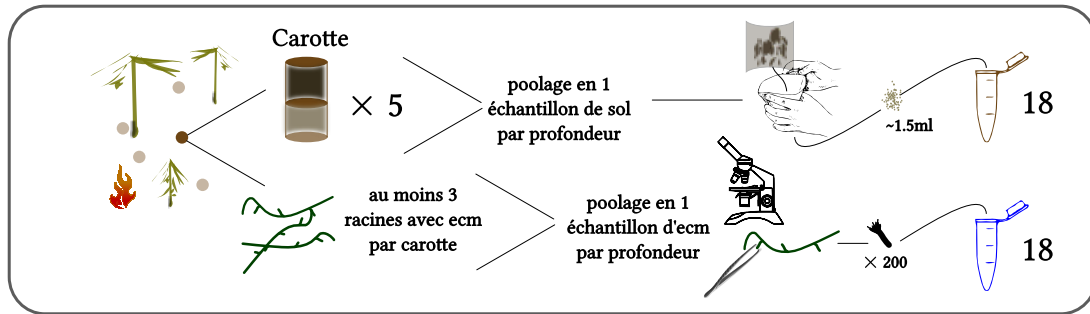 Carotte
× 5
poolage en 1
échantillon de sol
par profondeur
~1.5ml
18
au moins 3
racines avec ecm
par carotte
poolage en 1
échantillon d'ecm
par profondeur
× 200
18